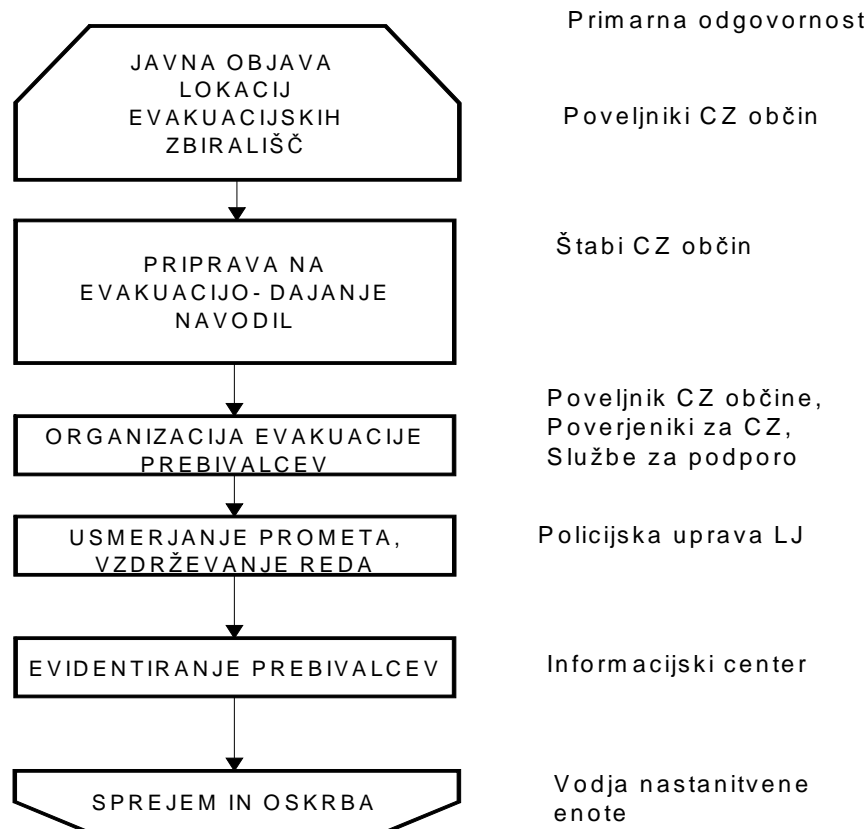 Primarna odgovornost
JAVNA OBJAVA
LOKACIJ
EVAKUACIJSKIH
ZBIRALIŠČ
Poveljniki CZ občin
PRIPRAVA NA
EVAKUACIJO- DAJANJE
NAVODIL
Štabi CZ občin
ORGANIZACIJA EVAKUACIJE
PREBIVALCEV
Poveljnik CZ občine,
Poverjeniki za CZ,
Službe za podporo
USMERJANJE PROMETA,
VZDRŽEVANJE REDA
Policijska uprava LJ
EVIDENTIRANJE PREBIVALCEV
Informacijski center
SPREJEM IN OSKRBA
Vodja nastanitvene
enote